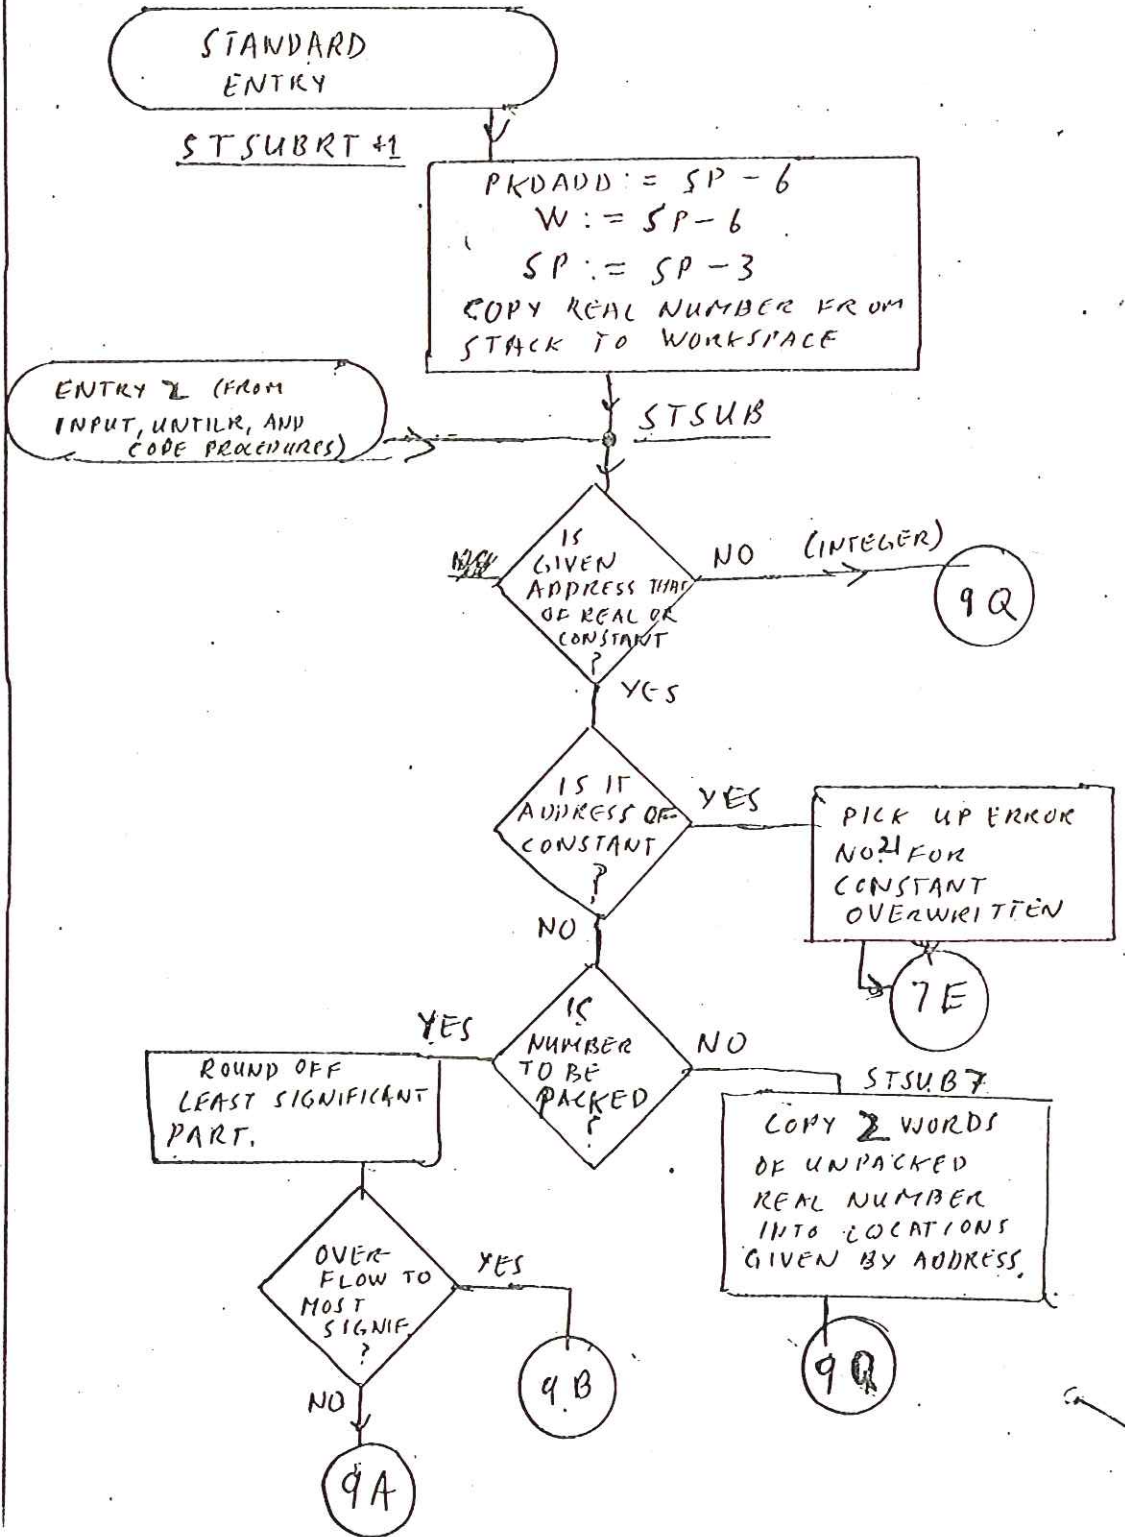 STANDARD
ENTRY
STSUBRT +1
PKDADD := SP - 6
W := SP - 6
SP := SP - 3
COPY REAL NUMBER FROM
STACK TO WORKSPACE
ENTRY 2 (FROM
INPUT, UNTILR, AND
CODE PROCEDURES)
STSUB
IS
GIVEN
ADDRESS THAT
OF REAL OR
CONSTANT
?
NO (INTEGER)
9Q
YES
IS IT
ADDRESS OF
CONSTANT
?
YES
PICK UP ERROR
NO. 21 FOR
CONSTANT
OVERWRITTEN
7E
NO
IS
NUMBER
TO BE
PACKED
?
YES
NO
ROUND OFF
LEAST SIGNIFICANT
PART.
STSUB7
COPY 2 WORDS
OF UNPACKED
REAL NUMBER
INTO LOCATIONS
GIVEN BY ADDRESS.
OVER-
FLOW TO
MOST
SIGNIF.
?
YES
9B
9Q
NO
9A